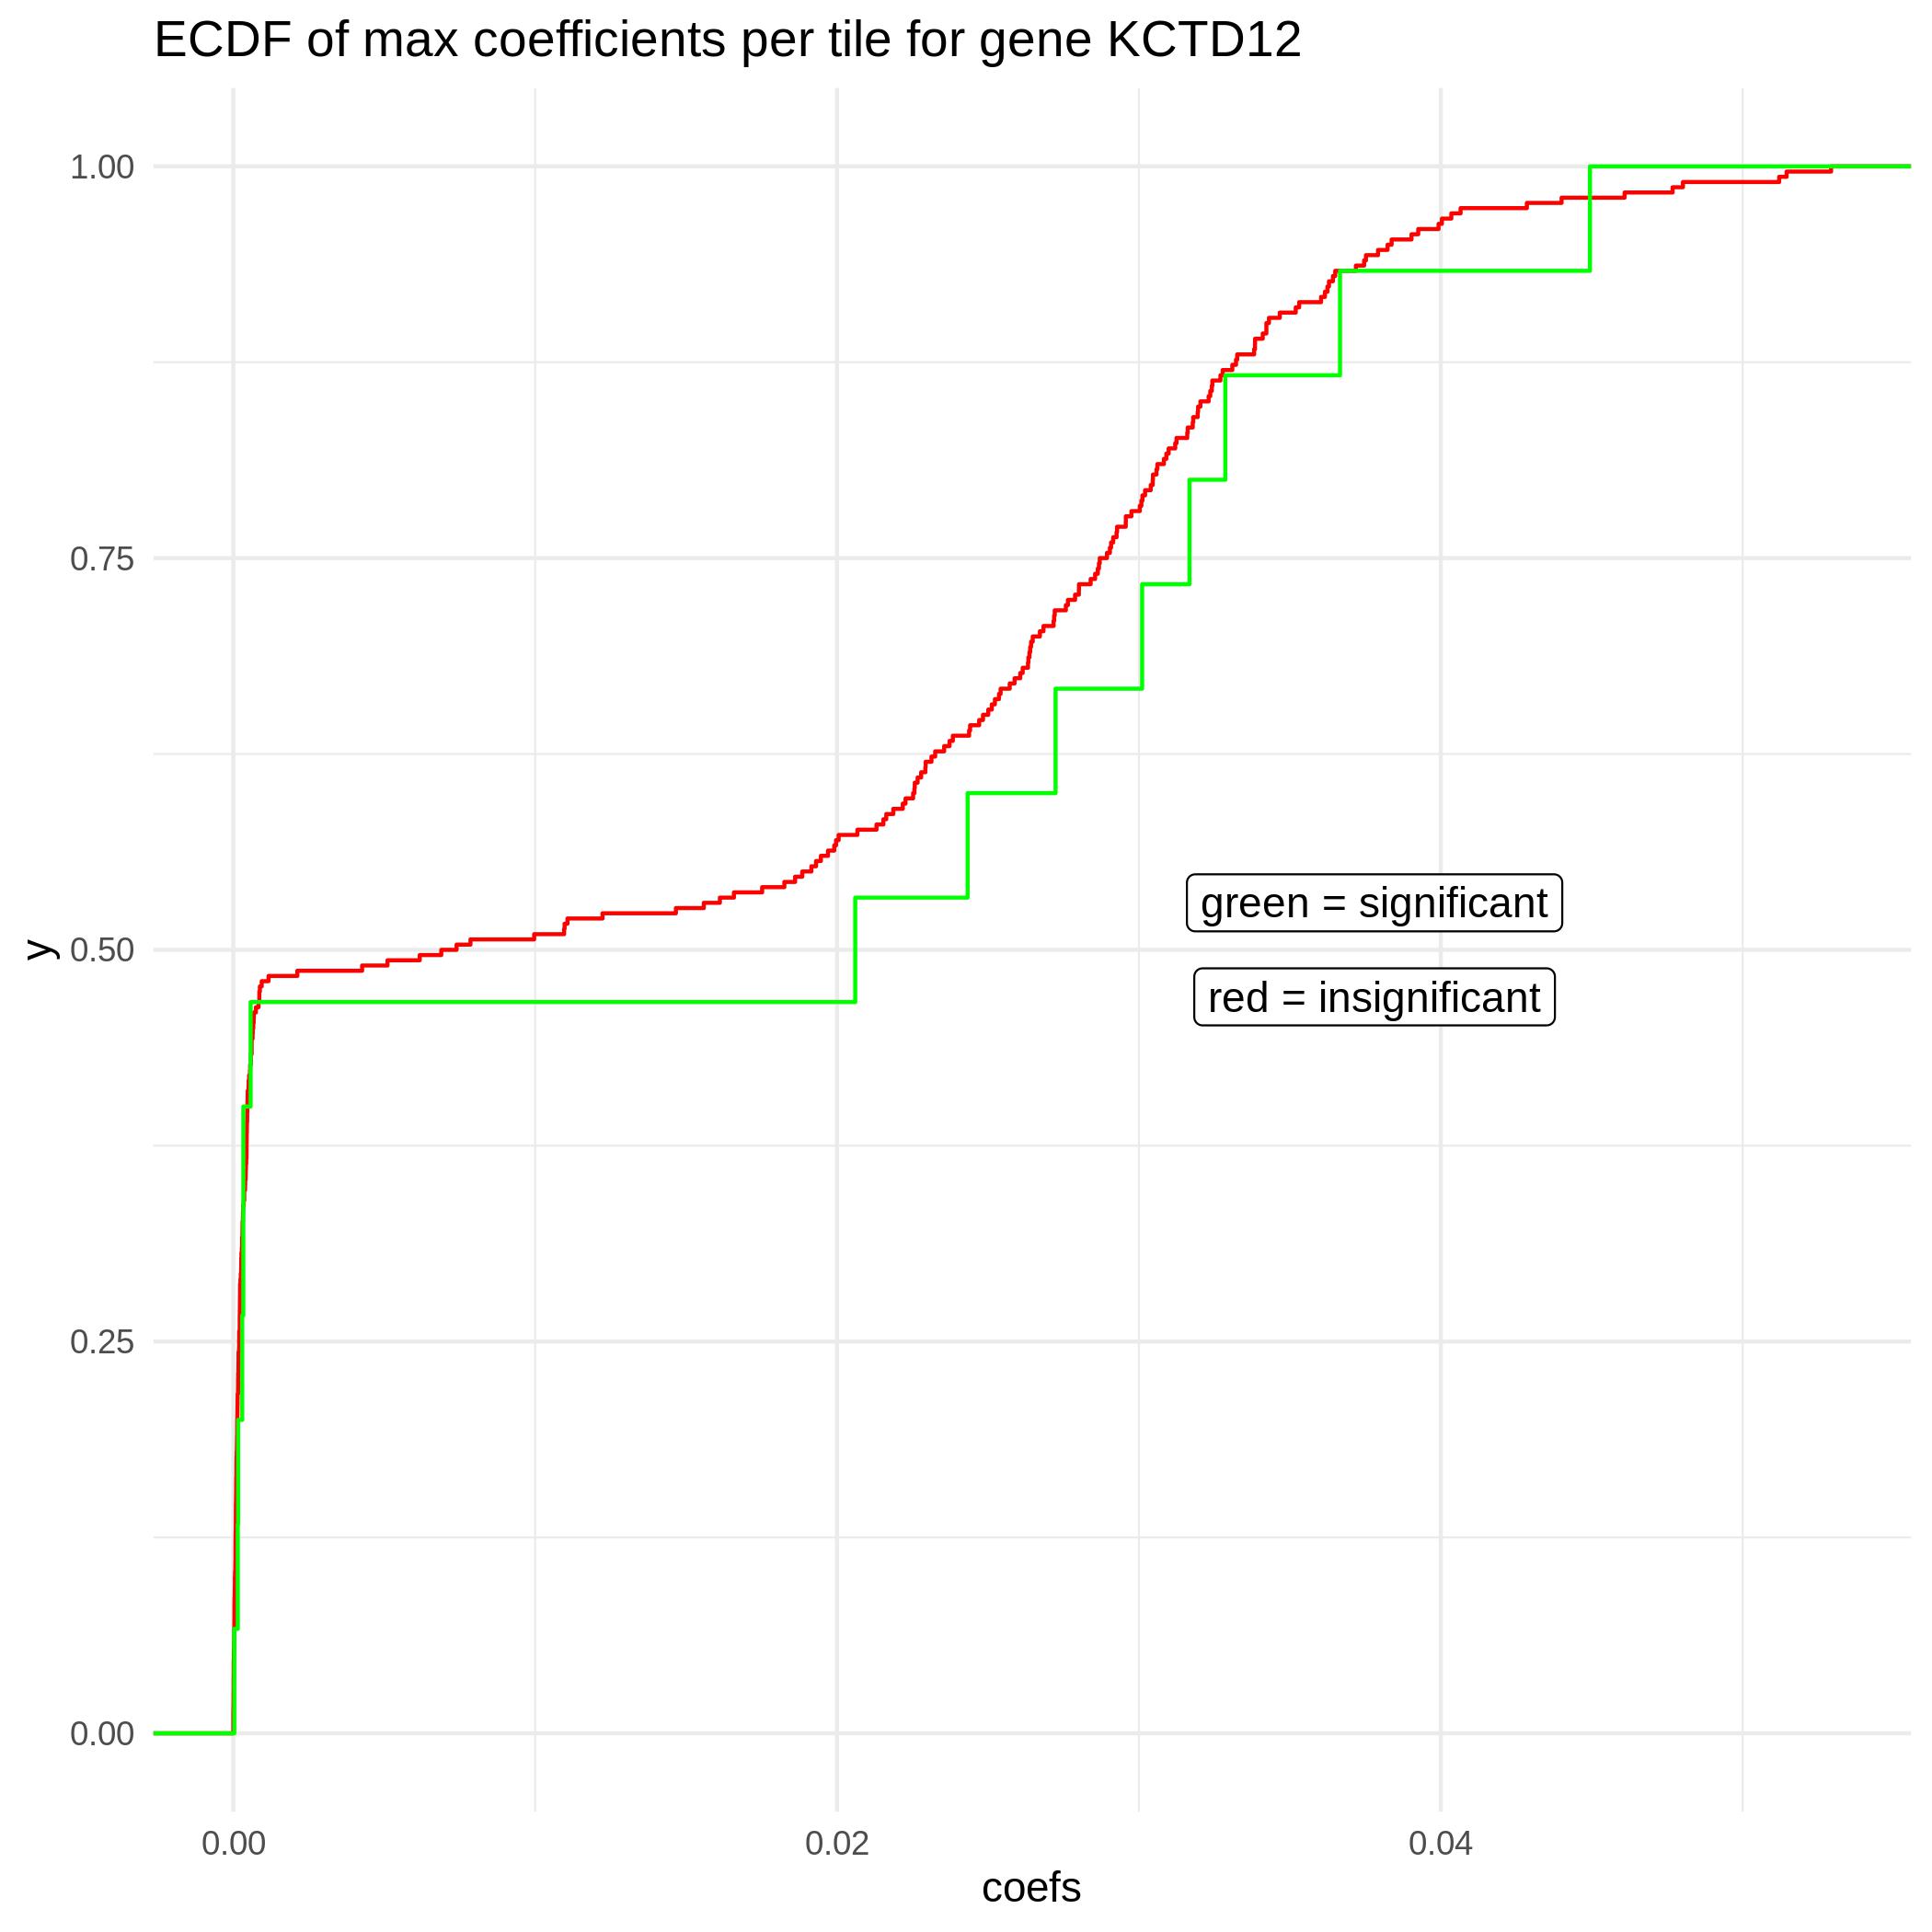 ECDF of max coefficients per tile for gene KCTD12
1.00
0.75
0.50
0.25
0.00
y
green = significant
red = insignificant
0.00 0.02 0.04
coefs